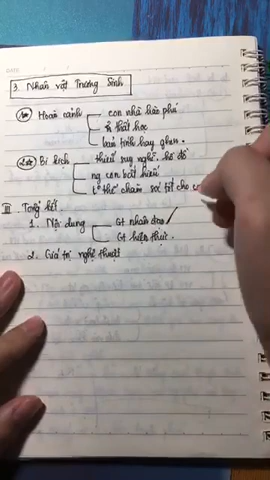 3. Nhân vật Trương Sinh
Hoàn cảnh
con nhà hào phú
ít thất học
bản tính hay ghen.
Bi kịch
thiếu suy nghĩ, hồ đồ
ng con bất hiếu
t thể chăm sóc tốt cho
III. Tổng kết.
1. Nội dung
Gt nhân đạo
Gt hiện thực.
2. Giá trị nghệ thuật